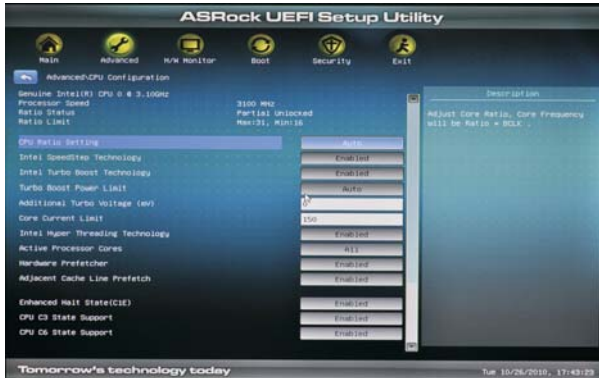 ASRock UEFI Setup Utility
Main Advanced H/W Monitor Boot Security Exit
Advanced\CPU Configuration
Genuine Intel(R) CPU 0 @ 3.10GHz
Processor Speed 3100 MHz
Ratio Status Partial Unlocked
Ratio Limit Max:31, Min:16
CPU Ratio Setting Auto
Intel SpeedStep Technology Enabled
Intel Turbo Boost Technology Enabled
Turbo Boost Power Limit Auto
Additional Turbo Voltage (mV) 0
Core Current Limit 150
Intel Hyper Threading Technology Enabled
Active Processor Cores All
Hardware Prefetcher Enabled
Adjacent Cache Line Prefetch Enabled
Enhanced Halt State(C1E) Enabled
CPU C3 State Support Enabled
CPU C6 State Support Enabled
Description
Adjust Core Ratio, Core Frequency
will be Ratio * BCLK .
Tomorrow's technology today
Tue 10/26/2010, 17:43:23